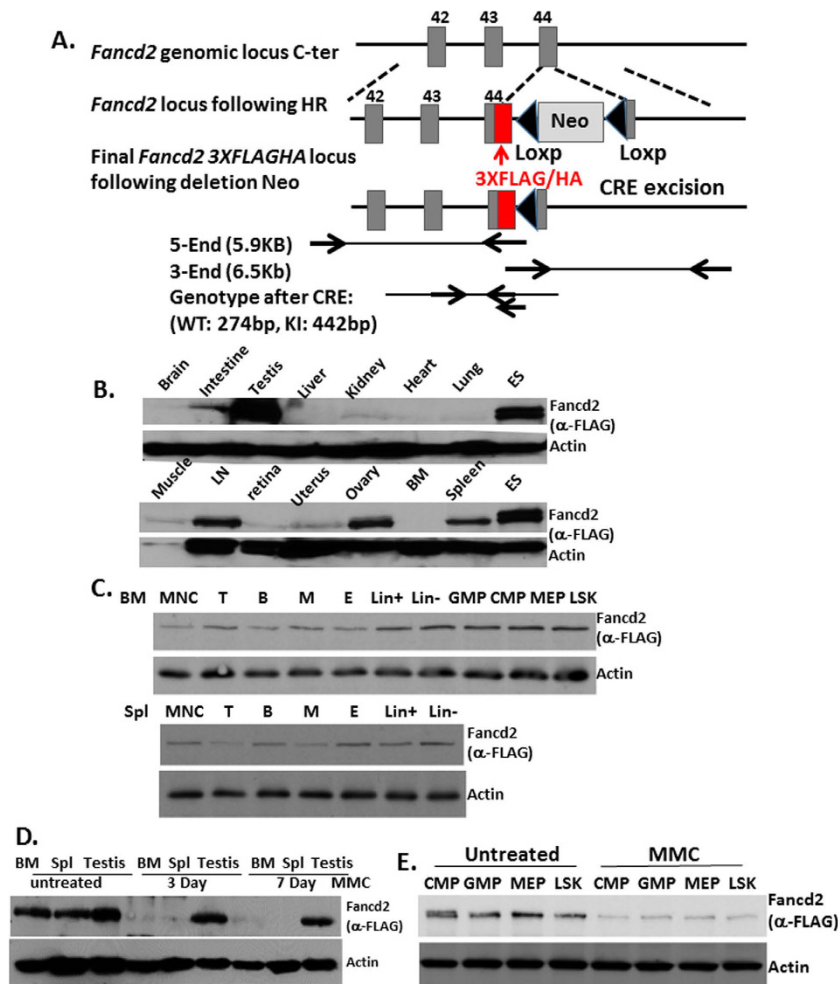 A.
42 43 44
Fancd2 genomic locus C-ter
Fancd2 locus following HR
42 43 44
Neo
Loxp Loxp
Final Fancd2 3XFLAGHA locus
following deletion Neo
3XFLAG/HA
CRE excision
5-End (5.9KB)
3-End (6.5Kb)
Genotype after CRE:
(WT: 274bp, KI: 442bp)
B.
Brain Intestine Testis Liver Kidney Heart Lung ES
Fancd2
(α-FLAG)
Actin
Muscle LN retina Uterus Ovary BM Spleen ES
Fancd2
(α-FLAG)
Actin
C.
BM MNC T B M E Lin+ Lin- GMP CMP MEP LSK
Fancd2
(α-FLAG)
Actin
Spl MNC T B M E Lin+ Lin-
Fancd2
(α-FLAG)
Actin
D.
BM Spl Testis BM Spl Testis BM Spl Testis
untreated 3 Day 7 Day MMC
Fancd2
(α-FLAG)
Actin
E.
Untreated MMC
CMP GMP MEP LSK CMP GMP MEP LSK
Fancd2
(α-FLAG)
Actin